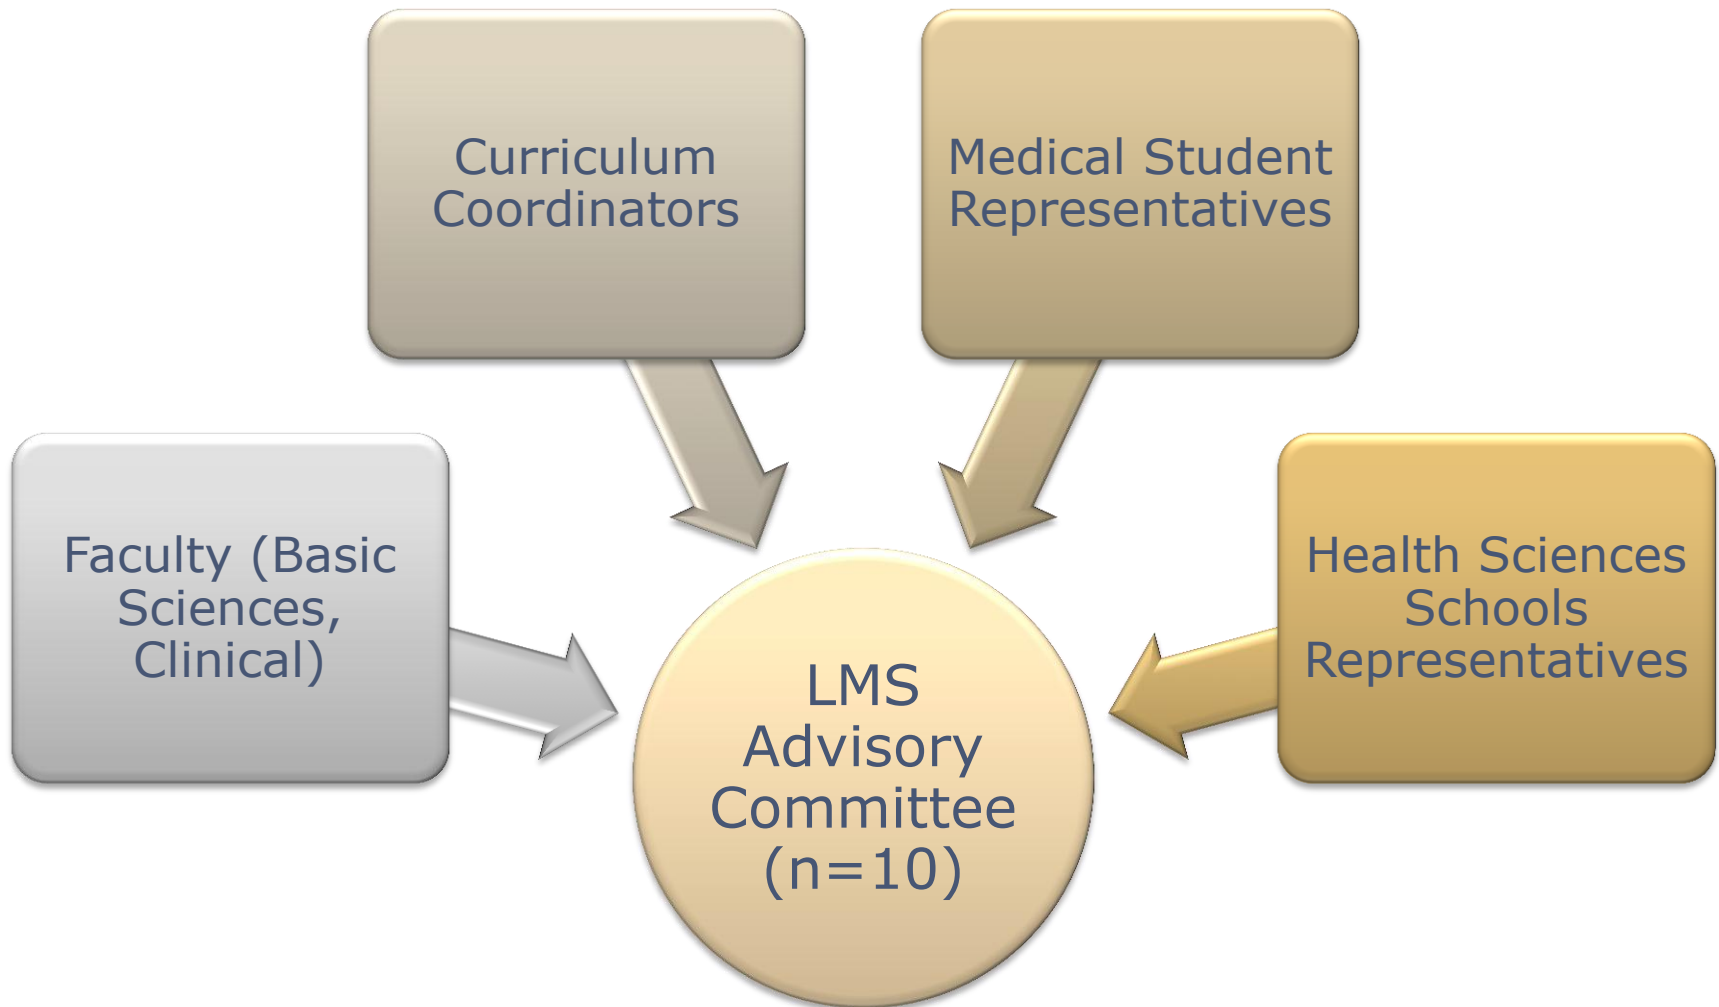 Curriculum
Coordinators
Medical Student
Representatives
Faculty (Basic
Sciences,
Clinical)
Health Sciences
Schools
Representatives
LMS
Advisory
Committee
(n=10)